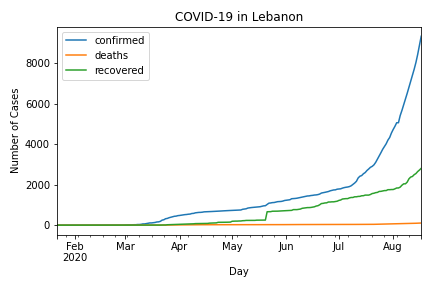 COVID-19 in Lebanon
confirmed
deaths
recovered
Number of Cases
8000
6000
4000
2000
0
Feb Mar Apr May Jun Jul Aug
2020
Day